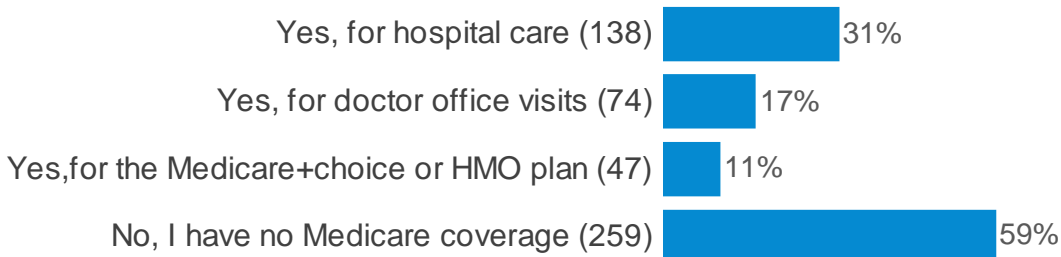 Yes, for hospital care (138) 31%
Yes, for doctor office visits (74) 17%
Yes,for the Medicare+choice or HMO plan (47) 11%
No, I have no Medicare coverage (259) 59%